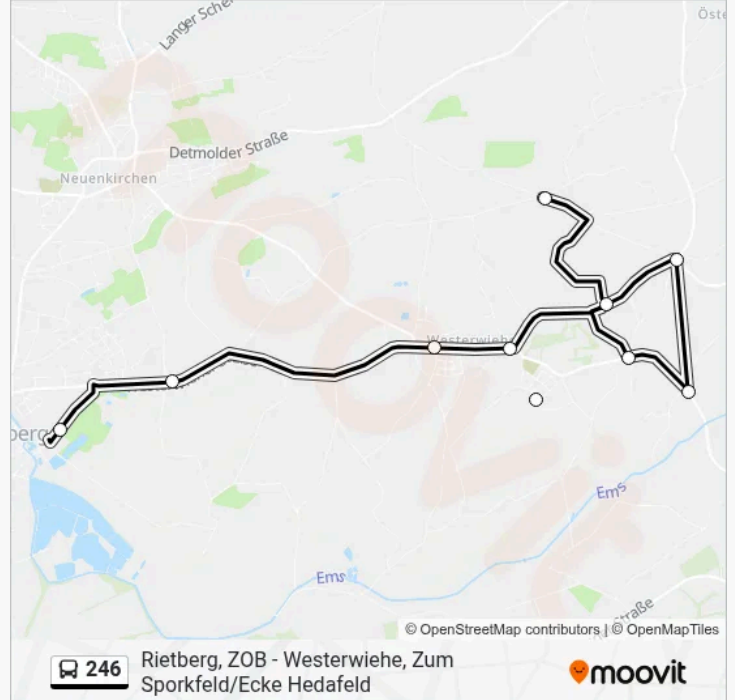 Langer Sche
Öste
Detmolder Straße
Neuenkirchen
Westerwiehe
berg
Ems
Ems
straße
© OpenStreetMap contributors | © OpenMapTiles
246
Rietberg, ZOB - Westerwiehe, Zum
Sporkfeld/Ecke Hedafeld
moovit